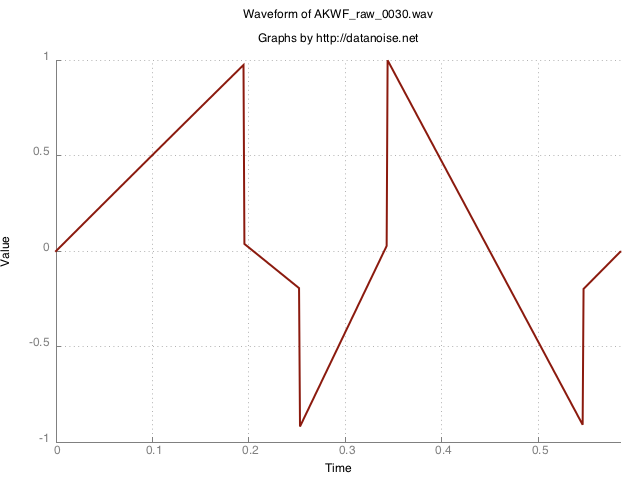 Waveform of AKWF_raw_0030.wav
Graphs by http://datanoise.net
1
0.5
0
-0.5
-1
Value
0 0.1 0.2 0.3 0.4 0.5
Time